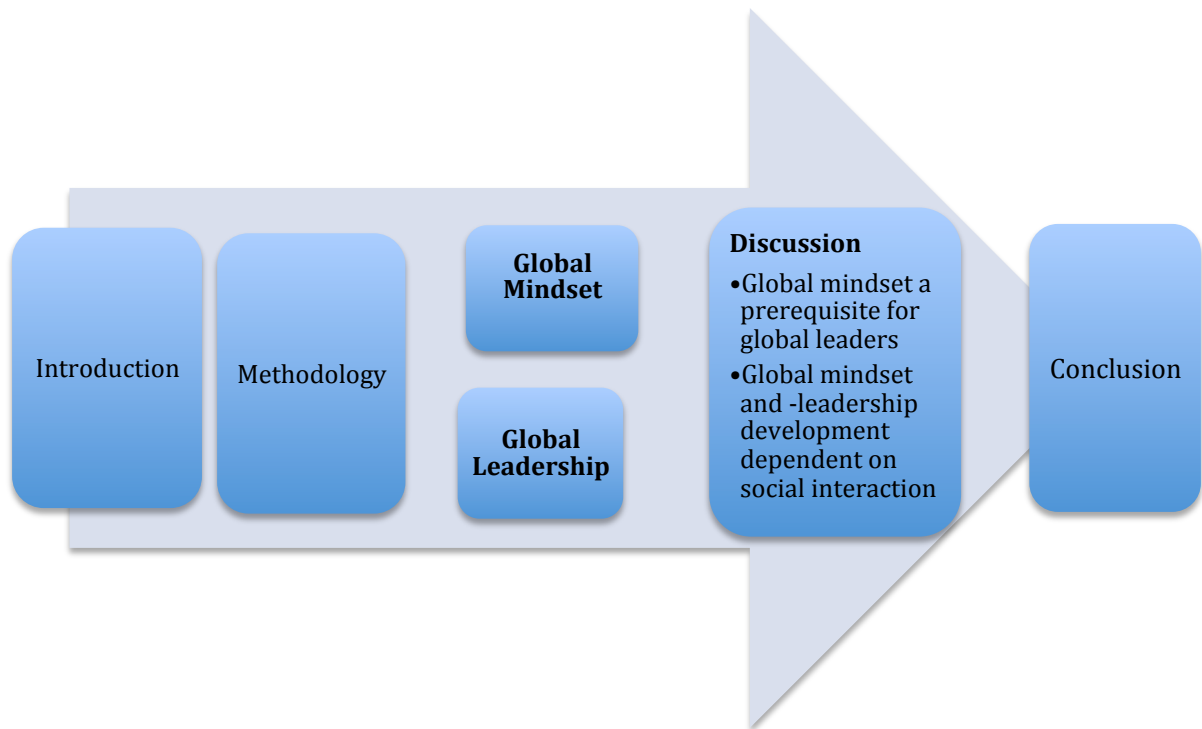 Introduction
Methodology
Global
Mindset
Global
Leadership
Discussion
•Global mindset a
prerequisite for
global leaders
•Global mindset
and -leadership
development
dependent on
social interaction
Conclusion